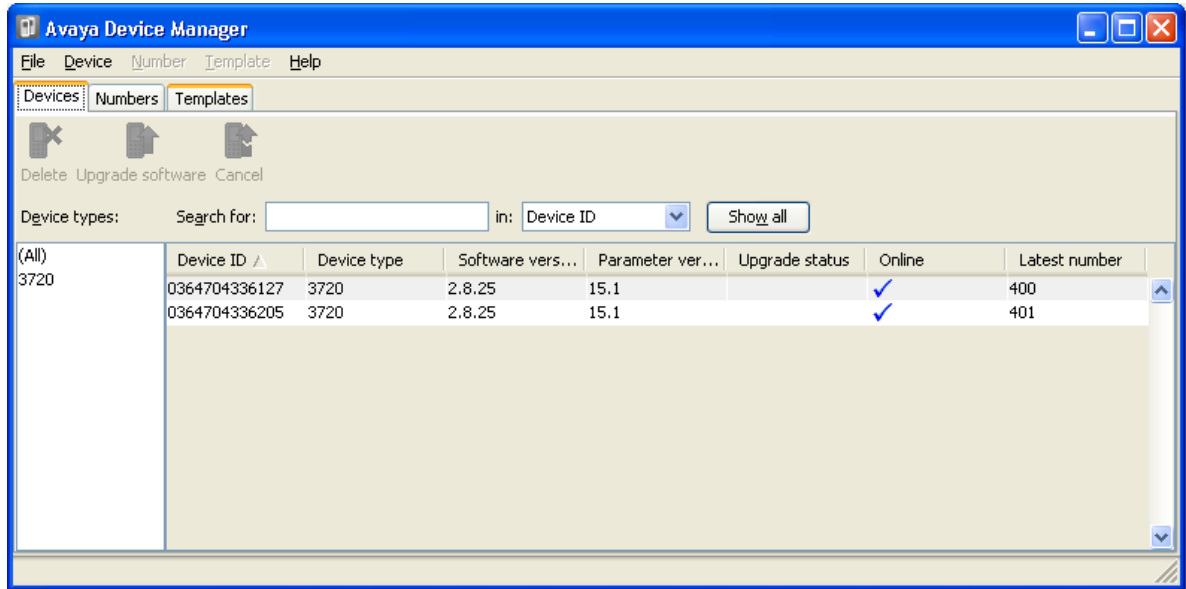 Avaya Device Manager
File Device Number Template Help
Devices Numbers Templates
Delete Upgrade software Cancel
Device types: Search for: in: Device ID Show all
(All) Device ID Device type Software vers... Parameter ver... Upgrade status Online Latest number
3720 0364704336127 3720 2.8.25 15.1 400
0364704336205 3720 2.8.25 15.1 401